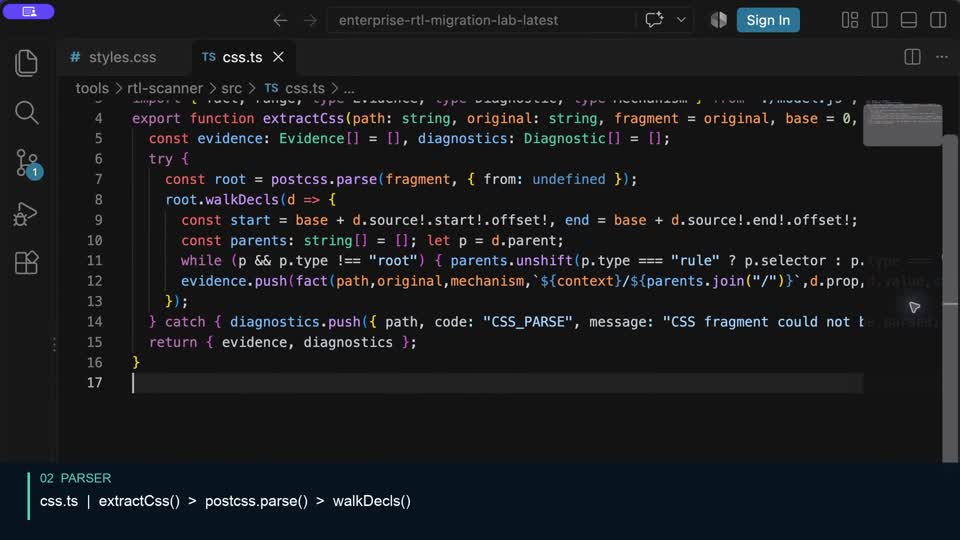 enterprise-rtl-migration-lab-latest
Sign In
# styles.css
TS css.ts
tools > rtl-scanner > src > TS css.ts > ...
4 export function extractCss(path: string, original: string, fragment = original, base = 0,
5 const evidence: Evidence[] = [], diagnostics: Diagnostic[] = [];
6 try {
7 const root = postcss.parse(fragment, { from: undefined });
8 root.walkDecls(d => {
9 const start = base + d.source!.start!.offset!, end = base + d.source!.end!.offset!;
10 const parents: string[] = []; let p = d.parent;
11 while (p && p.type !== "root") { parents.unshift(p.type === "rule" ? p.selector : p.type ===
12 evidence.push(fact(path,original,mechanism,`${context}/${parents.join("/")}`,d.prop,d.value,
13 });
14 } catch { diagnostics.push({ path, code: "CSS_PARSE", message: "CSS fragment could not be parsed
15 return { evidence, diagnostics };
16 }
17
1
02 PARSER
css.ts | extractCss() > postcss.parse() > walkDecls()